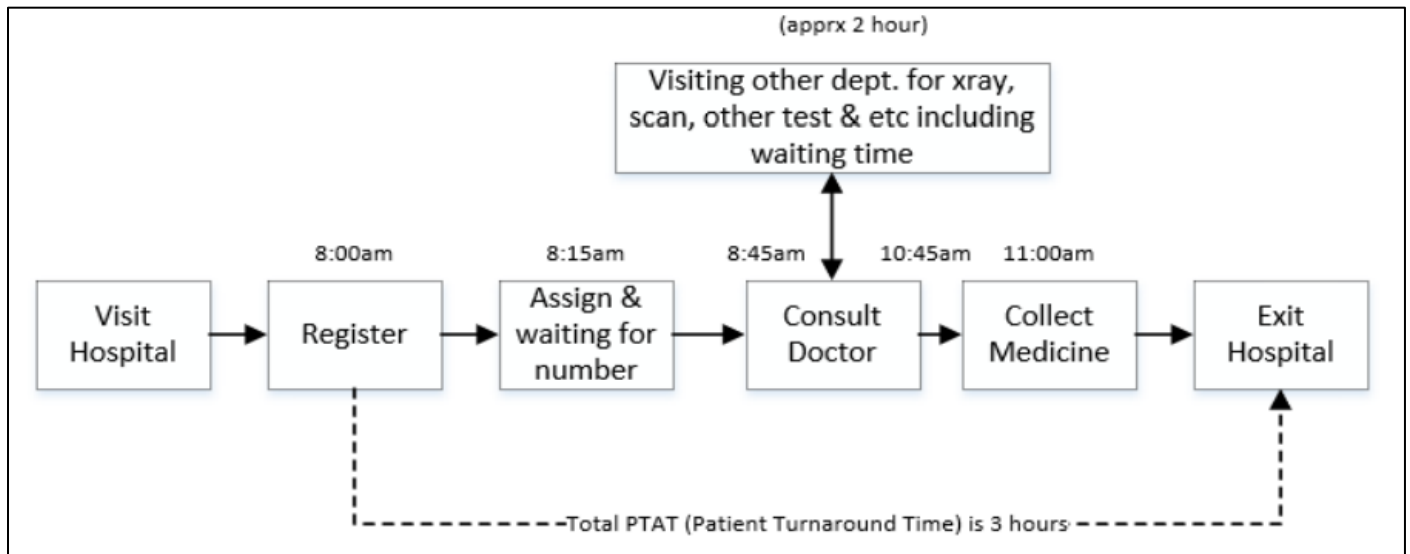 (apprx 2 hour)
Visiting other dept. for xray,
scan, other test & etc including
waiting time
8:00am
8:15am
8:45am
10:45am
11:00am
Visit
Hospital
Register
Assign &
waiting for
number
Consult
Doctor
Collect
Medicine
Exit
Hospital
Total PTAT (Patient Turnaround Time) is 3 hours